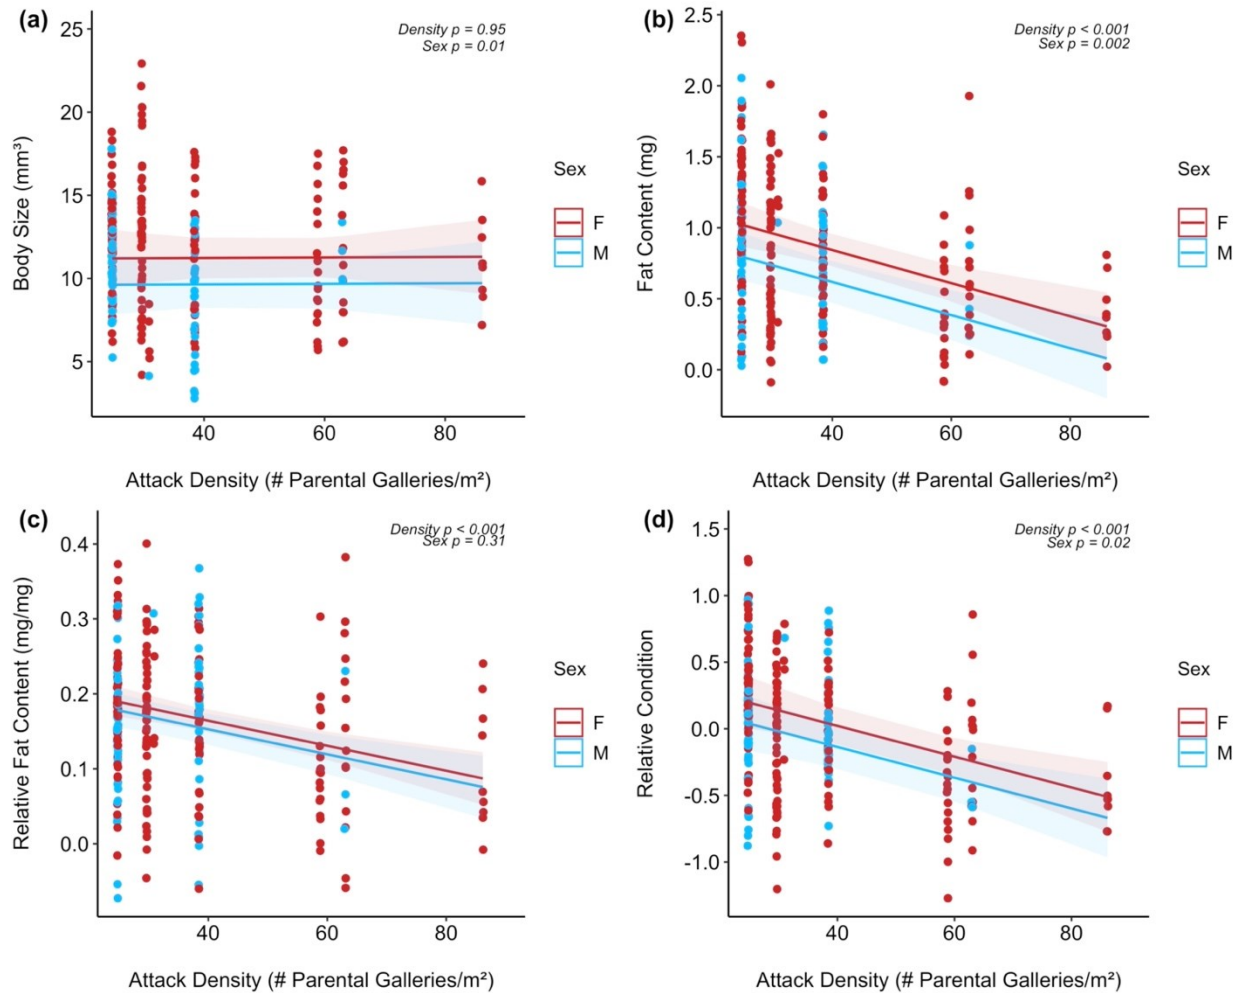 (a)
Density p = 0.95
Sex p = 0.01
25
20
15
10
5
Body Size (mm³)
40 60 80
Attack Density (# Parental Galleries/m²)
Sex
F
M
(b)
Density p < 0.001
Sex p = 0.002
2.5
2.0
1.5
1.0
0.5
0.0
Fat Content (mg)
40 60 80
Attack Density (# Parental Galleries/m²)
Sex
F
M
(c)
Density p < 0.001
Sex p = 0.31
0.4
0.3
0.2
0.1
0.0
Relative Fat Content (mg/mg)
40 60 80
Attack Density (# Parental Galleries/m²)
Sex
F
M
(d)
Density p < 0.001
Sex p = 0.02
1.5
1.0
0.5
0.0
-0.5
-1.0
Relative Condition
40 60 80
Attack Density (# Parental Galleries/m²)
Sex
F
M